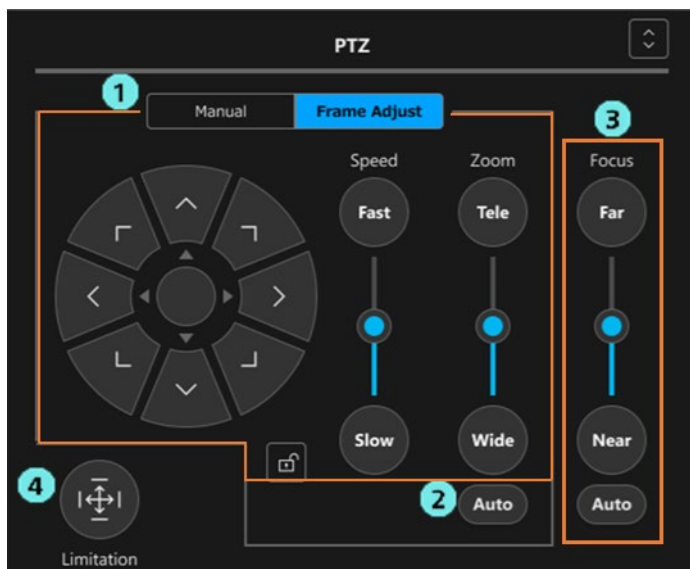 PTZ
1
Manual Frame Adjust
3
Speed Zoom Focus
Fast Tele Far
Slow Wide Near
4
2 Auto Auto
Limitation